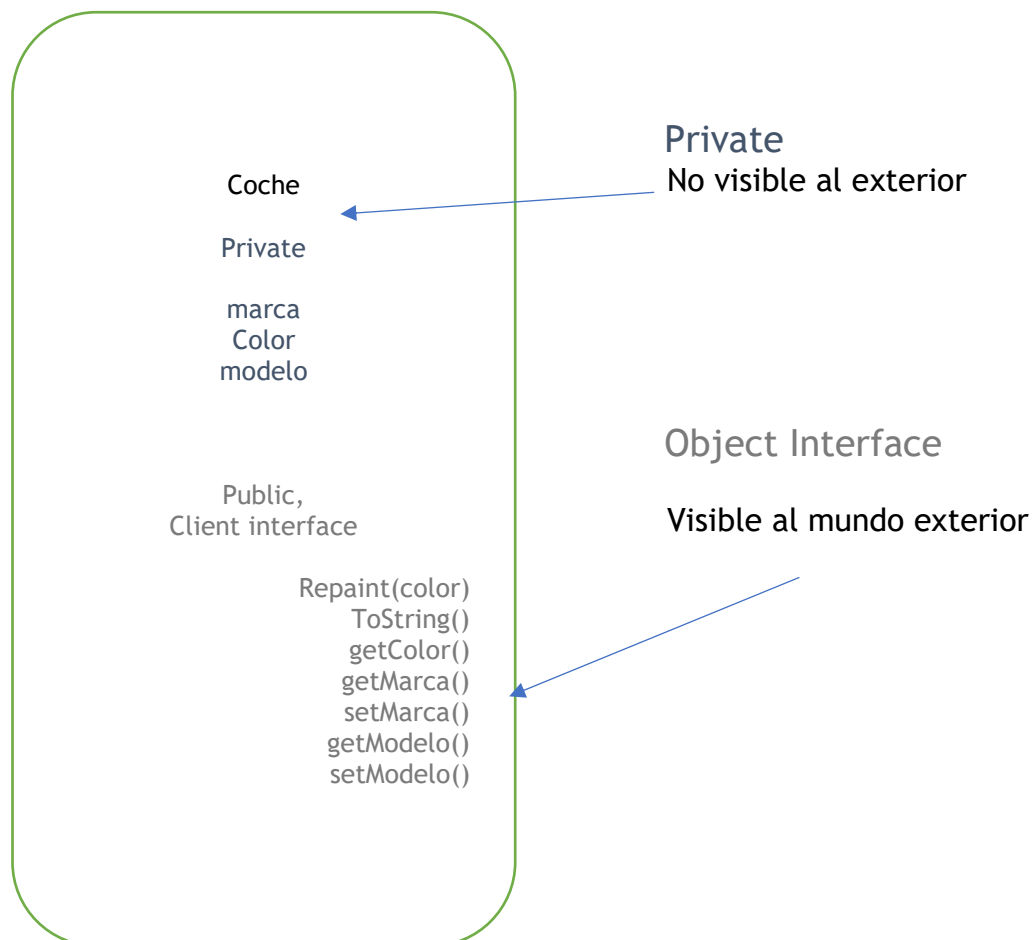 Coche
Private
marca
Color
modelo
Public,
Client interface
Repaint(color)
ToString()
getColor()
getMarca()
setMarca()
getModelo()
setModelo()
Private
No visible al exterior
Object Interface
Visible al mundo exterior